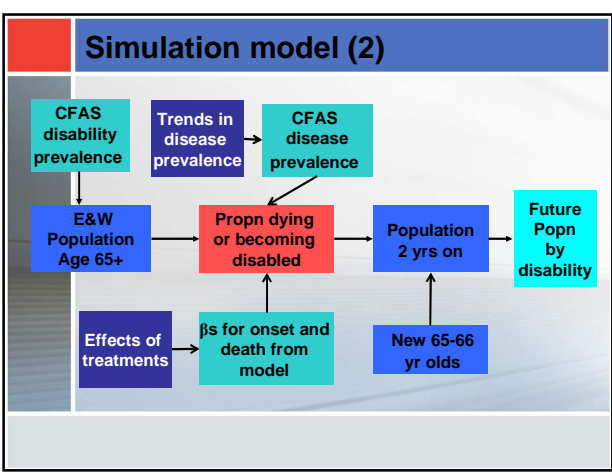 Simulation model (2)
CFAS
disability
prevalence
Trends in
disease
prevalence
CFAS
disease
prevalence
E&W
Population
Age 65+
Propn dying
or becoming
disabled
Population
2 yrs on
Future
Popn
by
disability
Effects of
treatments
βs for onset and
death from
model
New 65-66
yr olds